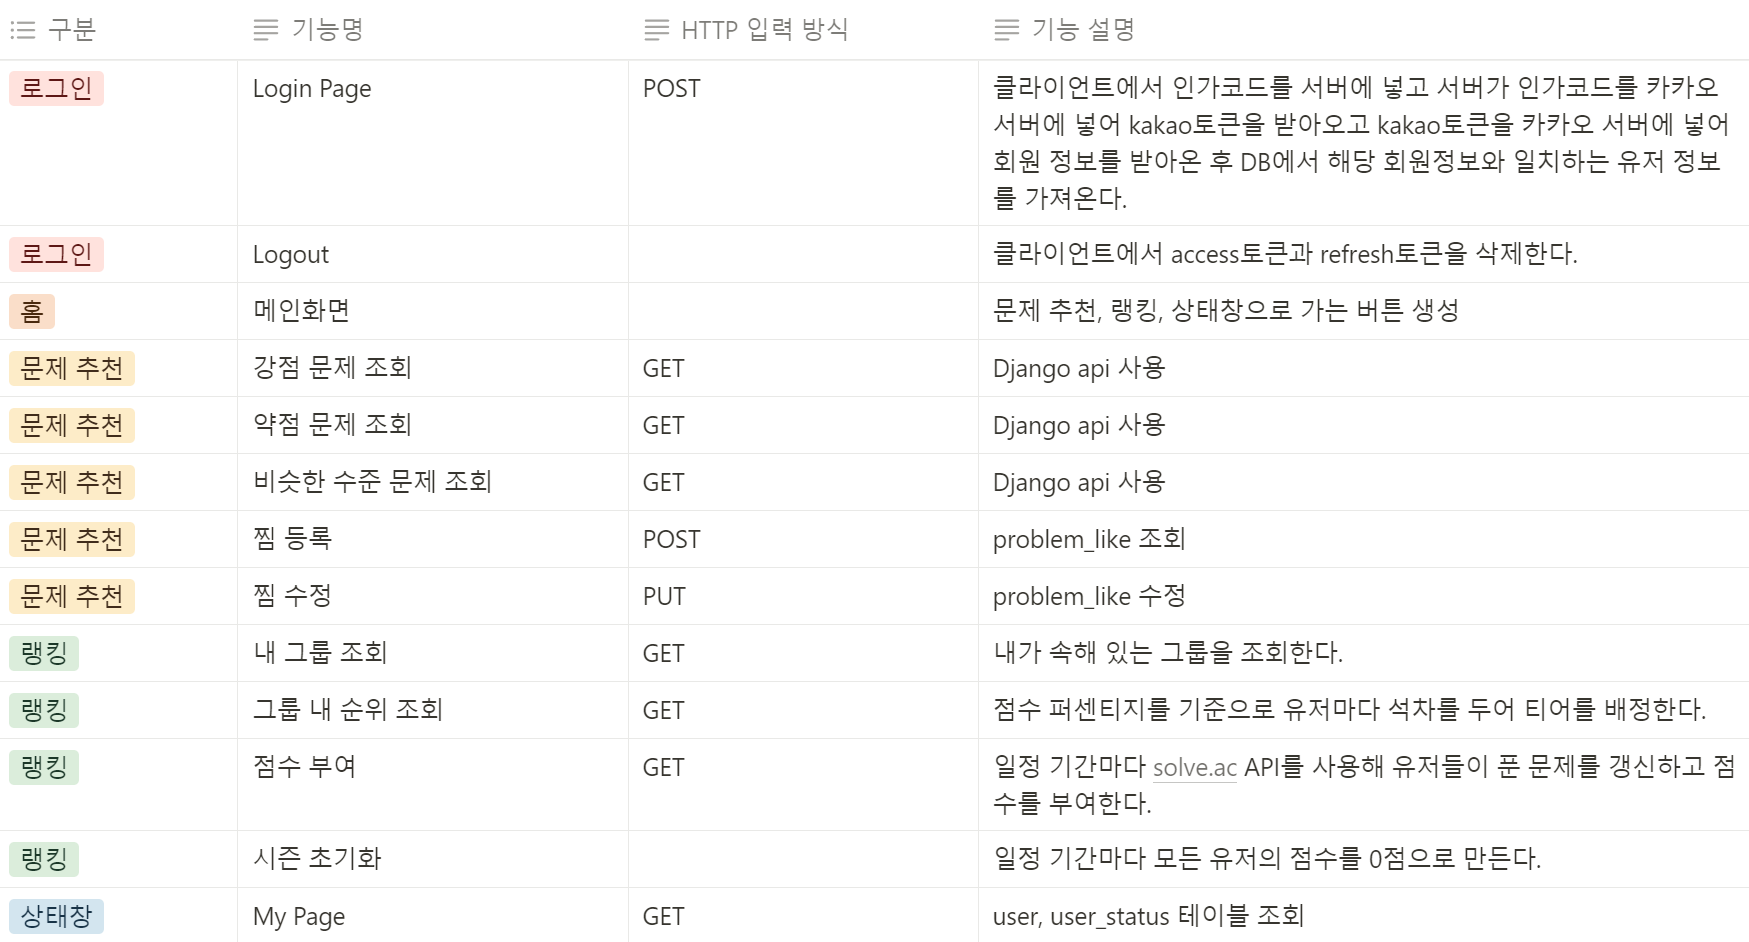 구분 기능명 HTTP 입력 방식 기능 설명
로그인 Login Page POST 클라이언트에서 인가코드를 서버에 넣고 서버가 인가코드를 카카오
서버에 넣어 kakao토큰을 받아오고 kakao토큰을 카카오 서버에 넣어
회원 정보를 받아온 후 DB에서 해당 회원정보와 일치하는 유저 정보
를 가져온다.
로그인 Logout 클라이언트에서 access토큰과 refresh토큰을 삭제한다.
홈 메인화면 문제 추천, 랭킹, 상태창으로 가는 버튼 생성
문제 추천 강점 문제 조회 GET Django api 사용
문제 추천 약점 문제 조회 GET Django api 사용
문제 추천 비슷한 수준 문제 조회 GET Django api 사용
문제 추천 찜 등록 POST problem_like 조회
문제 추천 찜 수정 PUT problem_like 수정
랭킹 내 그룹 조회 GET 내가 속해 있는 그룹을 조회한다.
랭킹 그룹 내 순위 조회 GET 점수 퍼센티지를 기준으로 유저마다 석차를 두어 티어를 배정한다.
랭킹 점수 부여 GET 일정 기간마다 solve.ac API를 사용해 유저들이 푼 문제를 갱신하고 점
수를 부여한다.
랭킹 시즌 초기화 일정 기간마다 모든 유저의 점수를 0점으로 만든다.
상태창 My Page GET user, user_status 테이블 조회